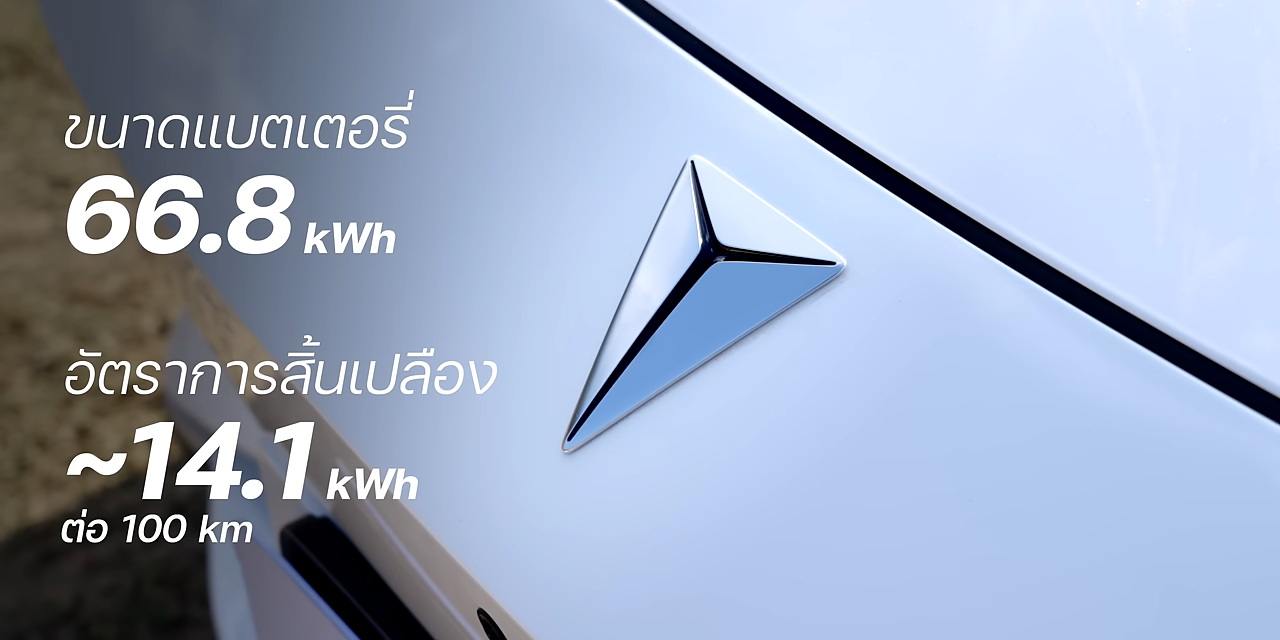 ขนาดแบตเตอรี่
66.8 kWh
อัตราการสิ้นเปลือง
~14.1 kWh
ต่อ 100 km